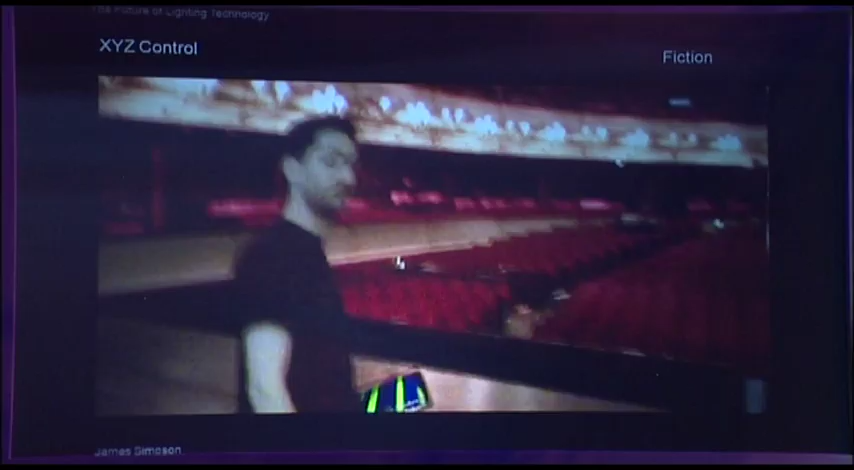 The Future of Lighting Technology
XYZ Control
Fiction
James Simpson